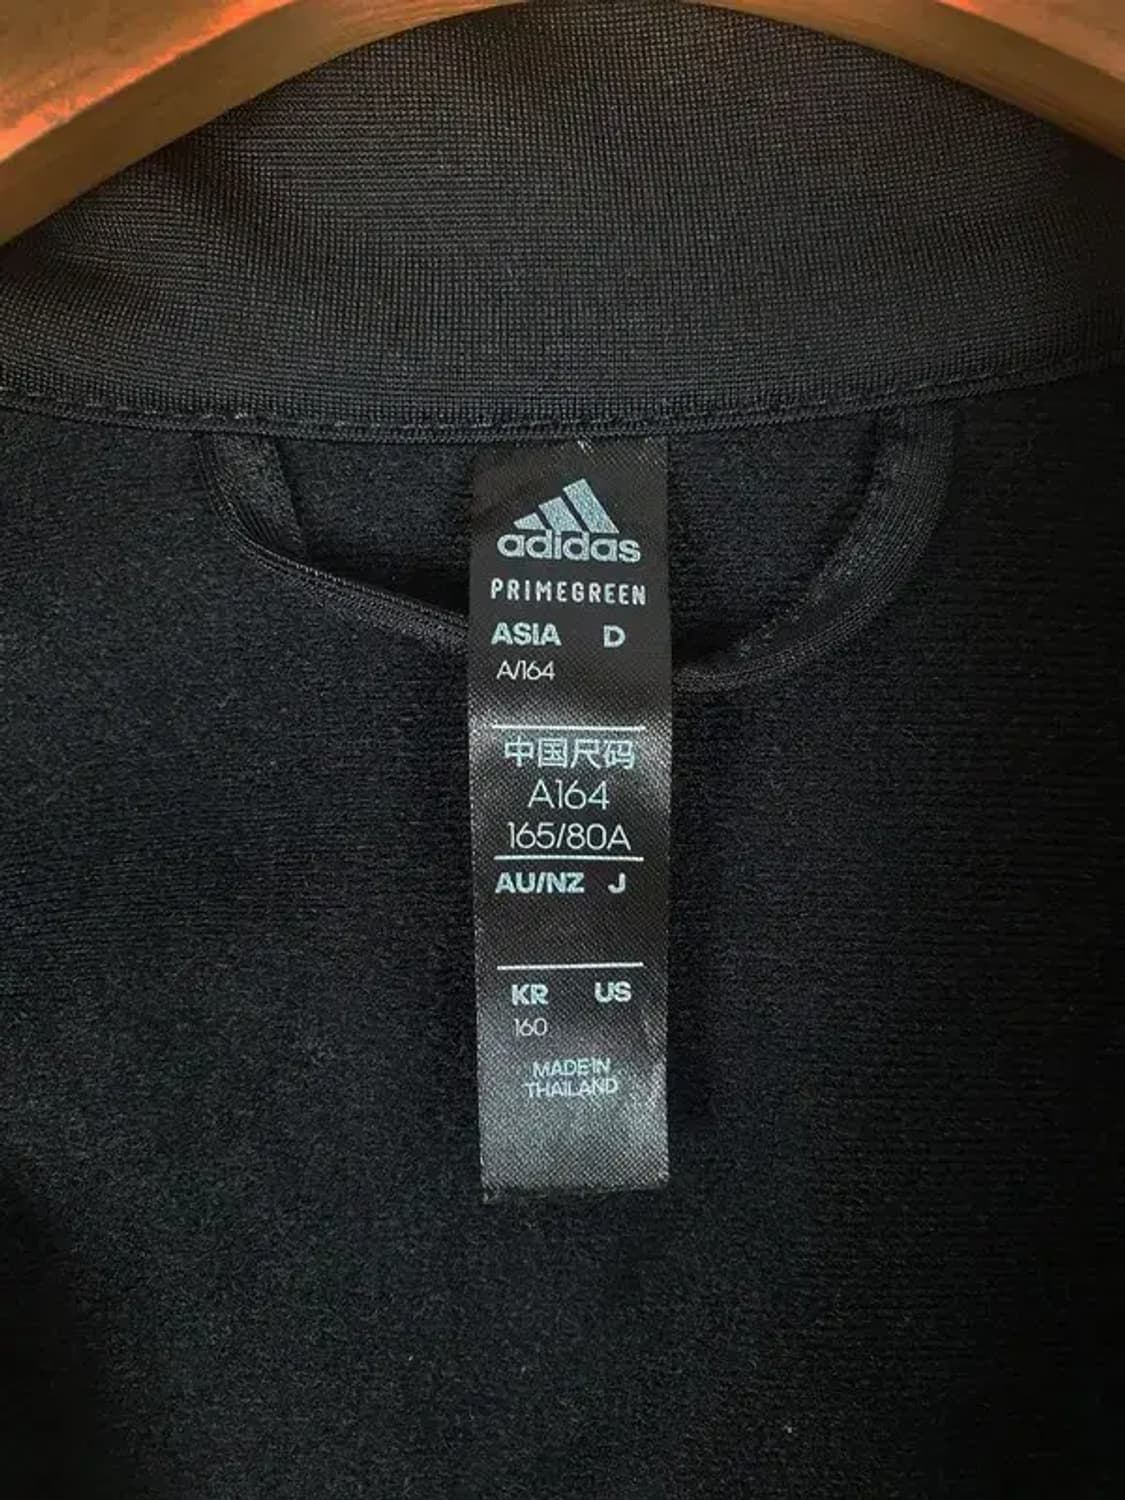 adidas
PRIMEGREEN
ASIA D
A/164
中国尺码
A164
165/80A
AU/NZ J
KR US
160
MADE IN
THAILAND